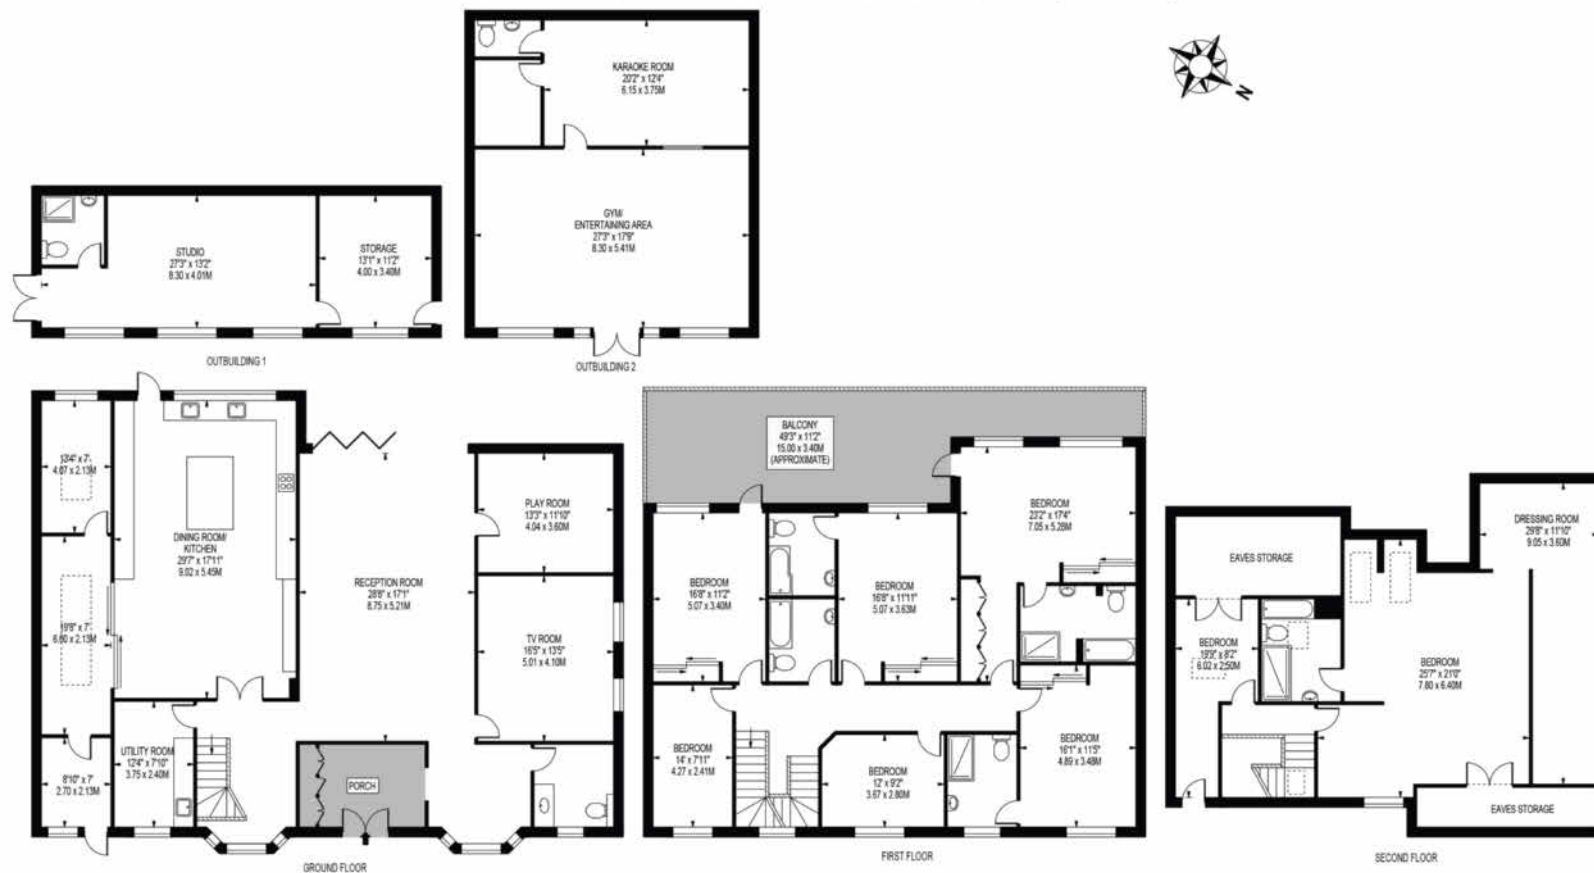 KARAOKE ROOM
20'2" x 12'4"
6.15 x 3.75M
N
GYM/
ENTERTAINING AREA
27'3" x 17'9"
8.30 x 5.41M
STUDIO
27'3" x 13'2"
8.30 x 4.01M
STORAGE
13'1" x 11'2"
4.00 x 3.40M
OUTBUILDING 1
OUTBUILDING 2
13'4" x 7'
4.07 x 2.13M
DINING ROOM/
KITCHEN
29'7" x 17'11"
9.02 x 5.45M
19'8" x 7'
6.00 x 2.13M
8'10" x 7'
2.70 x 2.13M
UTILITY ROOM
12'4" x 7'10"
3.75 x 2.40M
RECEPTION ROOM
28'8" x 17'1"
8.75 x 5.21M
PLAY ROOM
13'3" x 11'10"
4.04 x 3.60M
TV ROOM
16'5" x 13'5"
5.01 x 4.10M
PORCH
GROUND FLOOR
BALCONY
49'3" x 11'2"
15.00 x 3.40M
(APPROXIMATE)
BEDROOM
23'2" x 17'4"
7.05 x 5.28M
BEDROOM
16'8" x 11'2"
5.07 x 3.40M
BEDROOM
16'8" x 11'11"
5.07 x 3.63M
BEDROOM
14' x 7'11"
4.27 x 2.41M
BEDROOM
12' x 9'2"
3.67 x 2.80M
BEDROOM
16'1" x 11'5"
4.89 x 3.48M
FIRST FLOOR
EAVES STORAGE
DRESSING ROOM
29'8" x 11'10"
9.05 x 3.60M
BEDROOM
19'9" x 8'2"
6.02 x 2.50M
BEDROOM
25'7" x 21'0"
7.80 x 6.40M
EAVES STORAGE
SECOND FLOOR